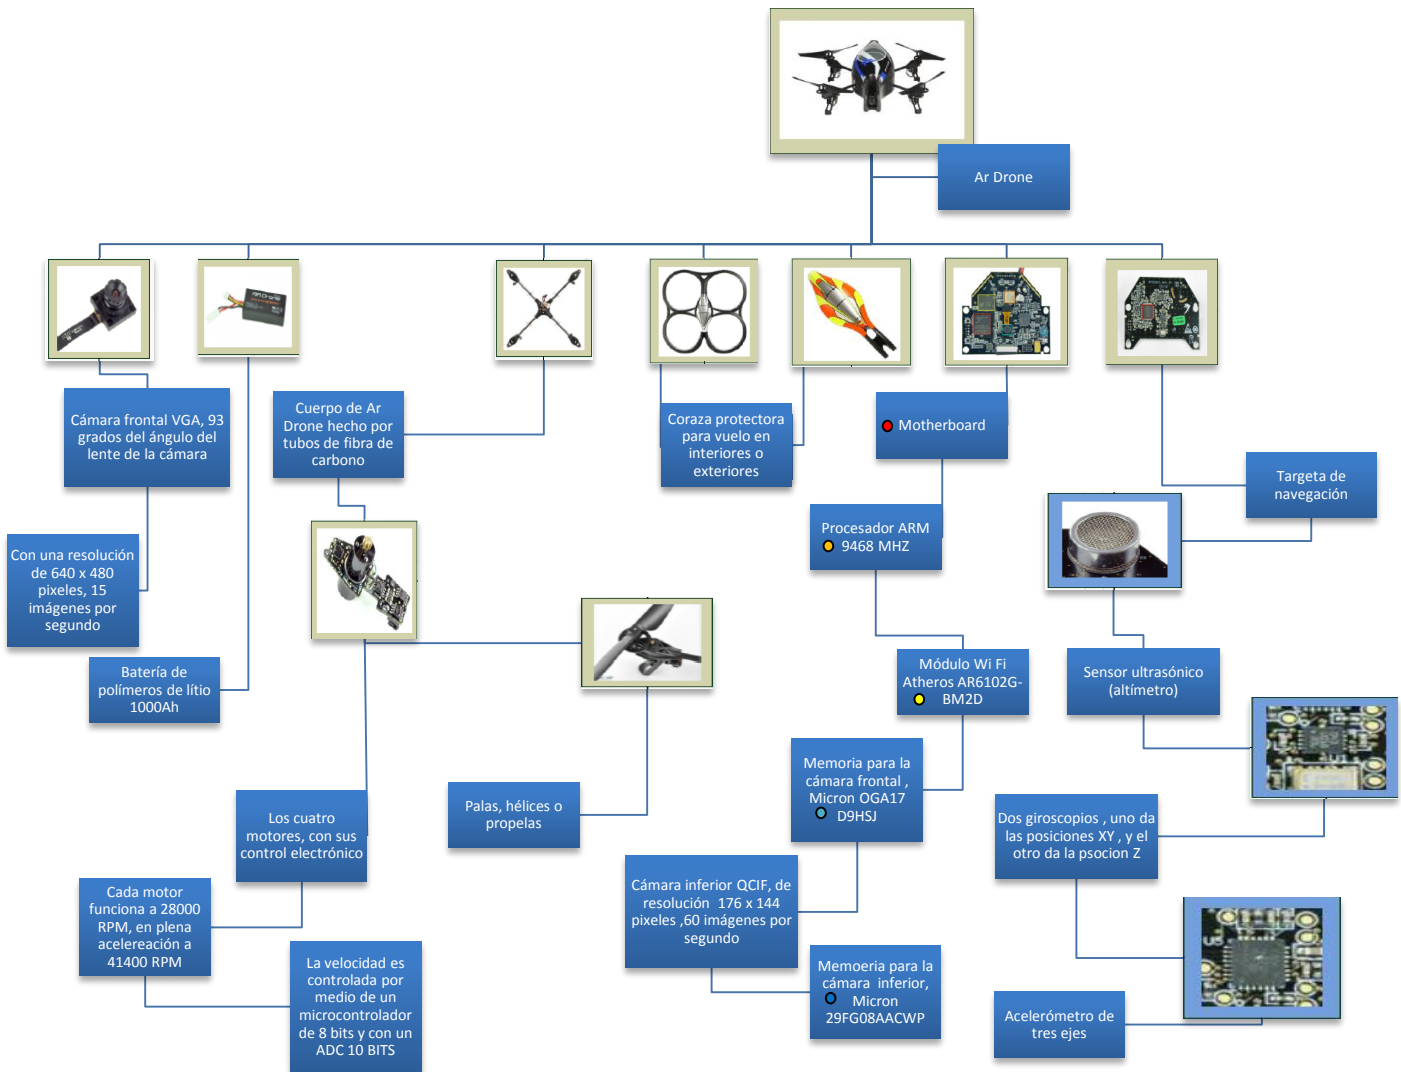 Ar Drone
Cámara frontal VGA, 93
grados del ángulo del
lente de la cámara
Con una resolución
de 640 x 480
pixeles, 15
imágenes por
segundo
Batería de
polímeros de lítio
1000Ah
Cuerpo de Ar
Drone hecho por
tubos de fibra de
carbono
Los cuatro
motores, con sus
control electrónico
Cada motor
funciona a 28000
RPM, en plena
acelereación a
41400 RPM
La velocidad es
controlada por
medio de un
microcontrolador
de 8 bits y con un
ADC 10 BITS
Palas, hélices o
propelas
Coraza protectora
para vuelo en
interiores o
exteriores
Motherboard
Procesador ARM
9468 MHZ
Módulo Wi Fi
Atheros AR6102G-
BM2D
Memoria para la
cámara frontal ,
Micron OGA17
D9HSJ
Cámara inferior QCIF, de
resolución 176 x 144
pixeles ,60 imágenes por
segundo
Memoeria para la
cámara inferior,
Micron
29FG08AACWP
Targeta de
navegación
Sensor ultrasónico
(altímetro)
Dos giroscopios , uno da
las posiciones XY , y el
otro da la psocion Z
Acelerómetro de
tres ejes